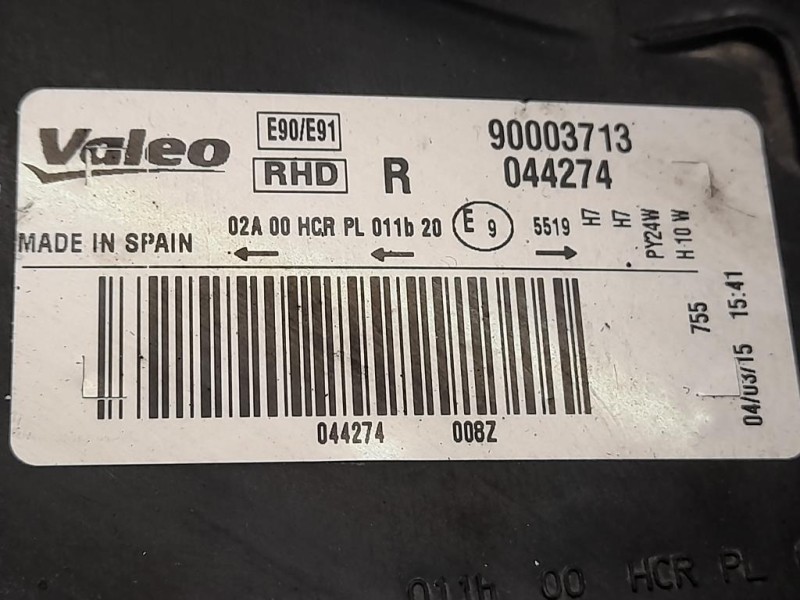 Valeo
E90/E91
RHD R
90003713
044274
MADE IN SPAIN
02A 00 HCR PL 011b 20 E 9 5519
H7
H7
PY24W
H 10 W
755
04/03/15 15:41
044274 008Z
011b 00 HCR PL